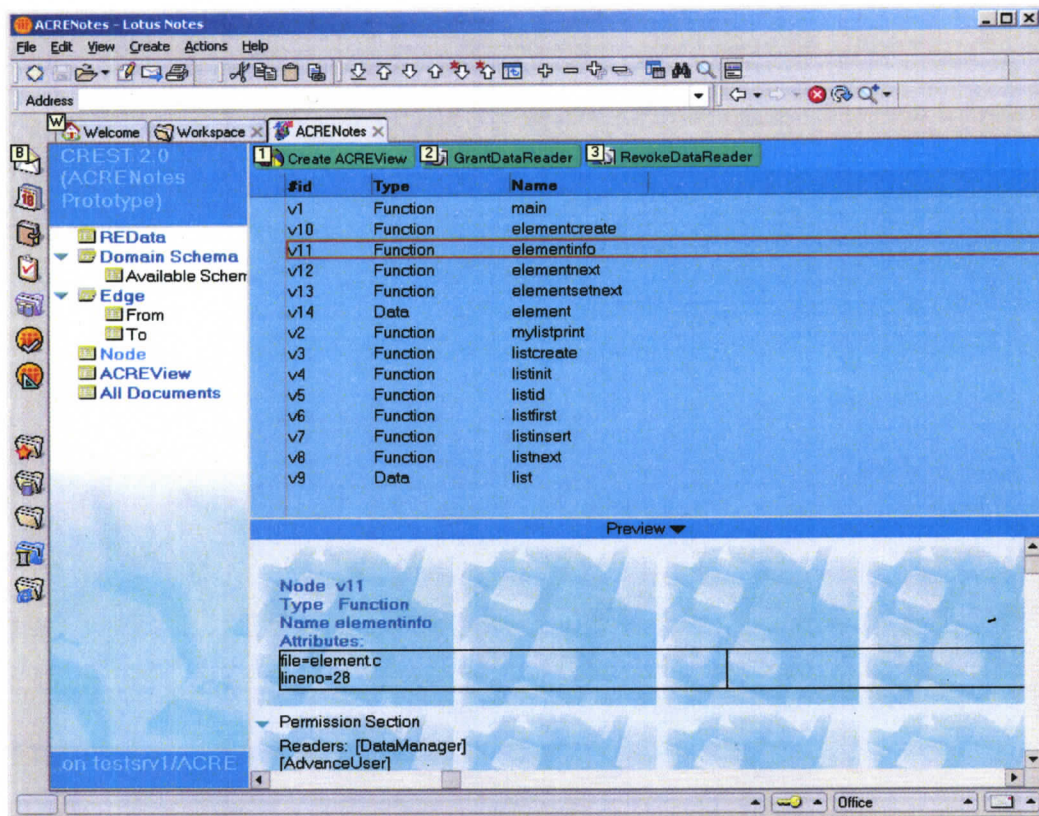 ACRENotes - Lotus Notes
File Edit View Create Actions Help
Address
W
Welcome Workspace ACRENotes
B
CREST 2.0
(ACRENotes
Prototype)
REData
Domain Schema
Available Schem
Edge
From
To
Node
ACREView
All Documents
on testsrv1/ACRE
1 Create ACREView 2 GrantDataReader 3 RevokeDataReader
#id Type Name
v1 Function main
v10 Function elementcreate
v11 Function elementinfo
v12 Function elementnext
v13 Function elementsetnext
v14 Data element
v2 Function mylistprint
v3 Function listcreate
v4 Function listinit
v5 Function listid
v6 Function listfirst
v7 Function listinsert
v8 Function listnext
v9 Data list
Preview
Node v11
Type Function
Name elementinfo
Attributes:
file=element.c
lineno=28
Permission Section
Readers: [DataManager]
[AdvanceUser]
Office